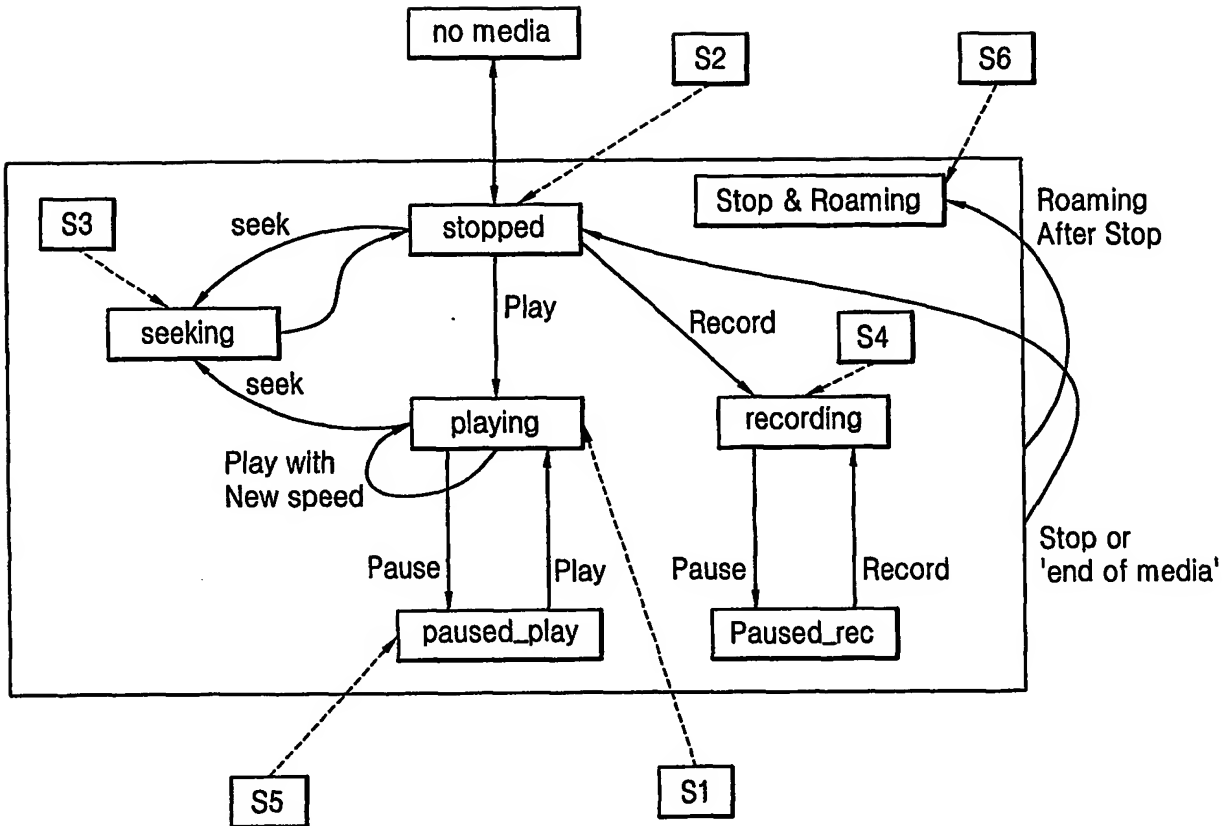 no media
S2
S6
Stop & Roaming
Roaming
After Stop
S3
seek
stopped
Play
Record
seeking
S4
seek
playing
recording
Play with
New speed
Pause
Play
Pause
Record
Stop or
'end of media'
paused_play
Paused_rec
S5
S1